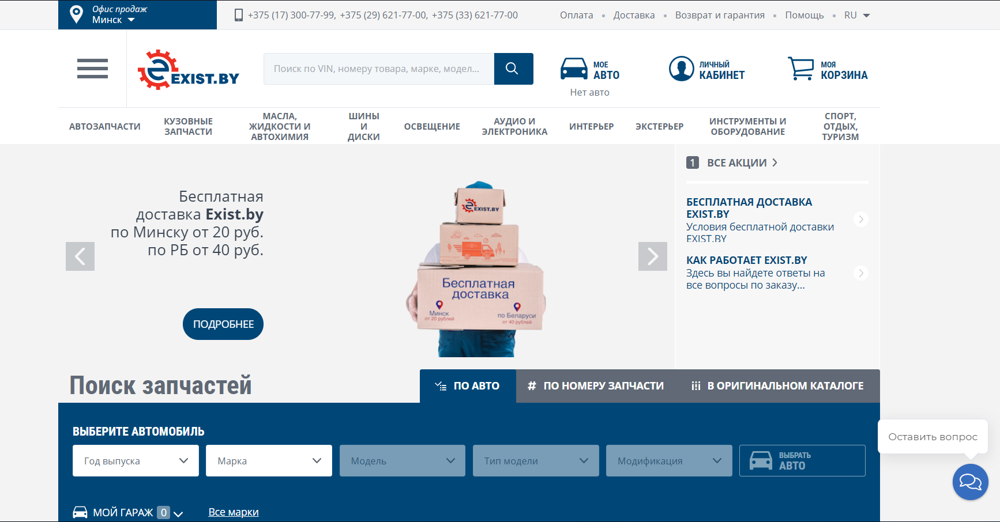 Офис продаж
Минск
+375 (17) 300-77-99, +375 (29) 621-77-00, +375 (33) 621-77-00
Оплата
Доставка
Возврат и гарантия
Помощь
RU
EXIST.BY
Поиск по VIN, номеру товара, марке, модел...
МОЕ
АВТО
Нет авто
ЛИЧНЫЙ
КАБИНЕТ
МОЯ
КОРЗИНА
АВТОЗАПЧАСТИ
КУЗОВНЫЕ
ЗАПЧАСТИ
МАСЛА,
ЖИДКОСТИ И
АВТОХИМИЯ
ШИНЫ
И
ДИСКИ
ОСВЕЩЕНИЕ
АУДИО И
ЭЛЕКТРОНИКА
ИНТЕРЬЕР
ЭКСТЕРЬЕР
ИНСТРУМЕНТЫ И
ОБОРУДОВАНИЕ
СПОРТ,
ОТДЫХ,
ТУРИЗМ
Бесплатная
доставка Exist.by
по Минску от 20 руб.
по РБ от 40 руб.
ПОДРОБНЕЕ
EXIST.BY
Бесплатная
доставка
Минск
от 20 рублей
по Беларуси
от 40 рублей
1 ВСЕ АКЦИИ
БЕСПЛАТНАЯ ДОСТАВКА
EXIST.BY
Условия бесплатной доставки
EXIST.BY
КАК РАБОТАЕТ EXIST.BY
Здесь вы найдете ответы на
все вопросы по заказу...
Поиск запчастей
ПО АВТО
# ПО НОМЕРУ ЗАПЧАСТИ
В ОРИГИНАЛЬНОМ КАТАЛОГЕ
ВЫБЕРИТЕ АВТОМОБИЛЬ
Год выпуска
Марка
Модель
Тип модели
Модификация
ВЫБРАТЬ
АВТО
Оставить вопрос
МОЙ ГАРАЖ 0
Все марки